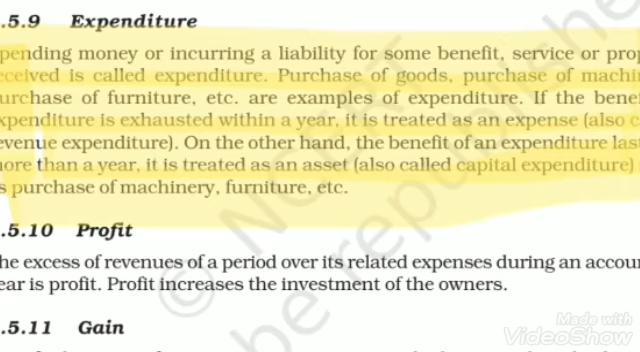 .5.9 Expenditure
pending money or incurring a liability for some benefit, service or prop
eceived is called expenditure. Purchase of goods, purchase of machin
urchase of furniture, etc. are examples of expenditure. If the bene
xpenditure is exhausted within a year, it is treated as an expense (also c
evenue expenditure). On the other hand, the benefit of an expenditure las
ore than a year, it is treated as an asset (also called capital expenditure)
s purchase of machinery, furniture, etc.
.5.10 Profit
he excess of revenues of a period over its related expenses during an accou
ear is profit. Profit increases the investment of the owners.
.5.11 Gain
© NCERT
be republishe
Made with
VideoShow